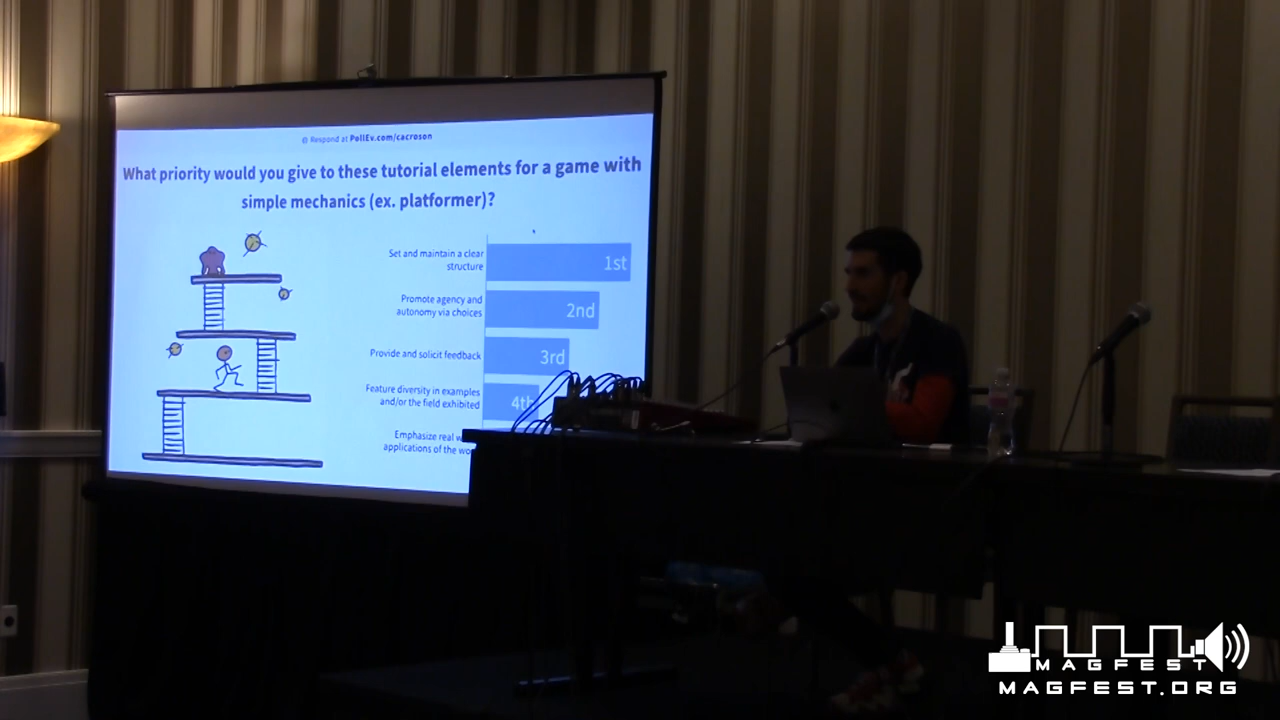 Respond at PollEv.com/cacroson
What priority would you give to these tutorial elements for a game with
simple mechanics (ex. platformer)?
Set and maintain a clear
structure
1st
Promote agency and
autonomy via choices
2nd
Provide and solicit feedback
3rd
Feature diversity in examples
and/or the field exhibited
4th
Emphasize real w
applications of the wo
MAGFEST
MAGFEST.ORG